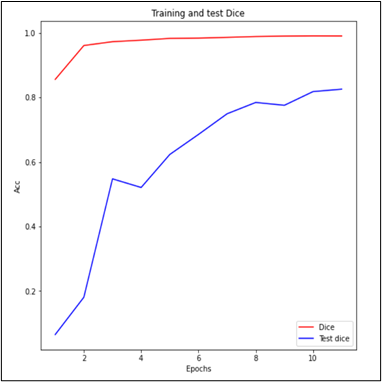 Training and test Dice
1.0
0.8
0.6
0.4
0.2
Acc
2 4 6 8 10
Epochs
Dice
Test dice